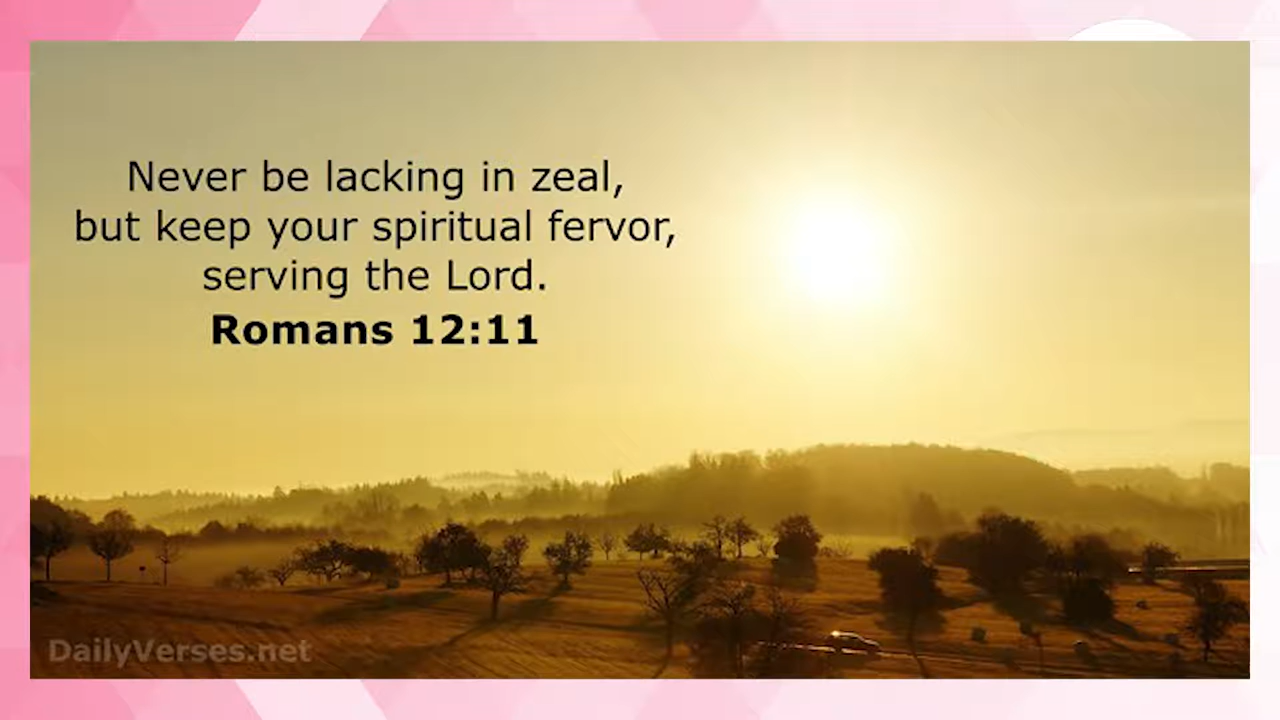 Never be lacking in zeal,
but keep your spiritual fervor,
serving the Lord.
Romans 12:11
DailyVerses.net